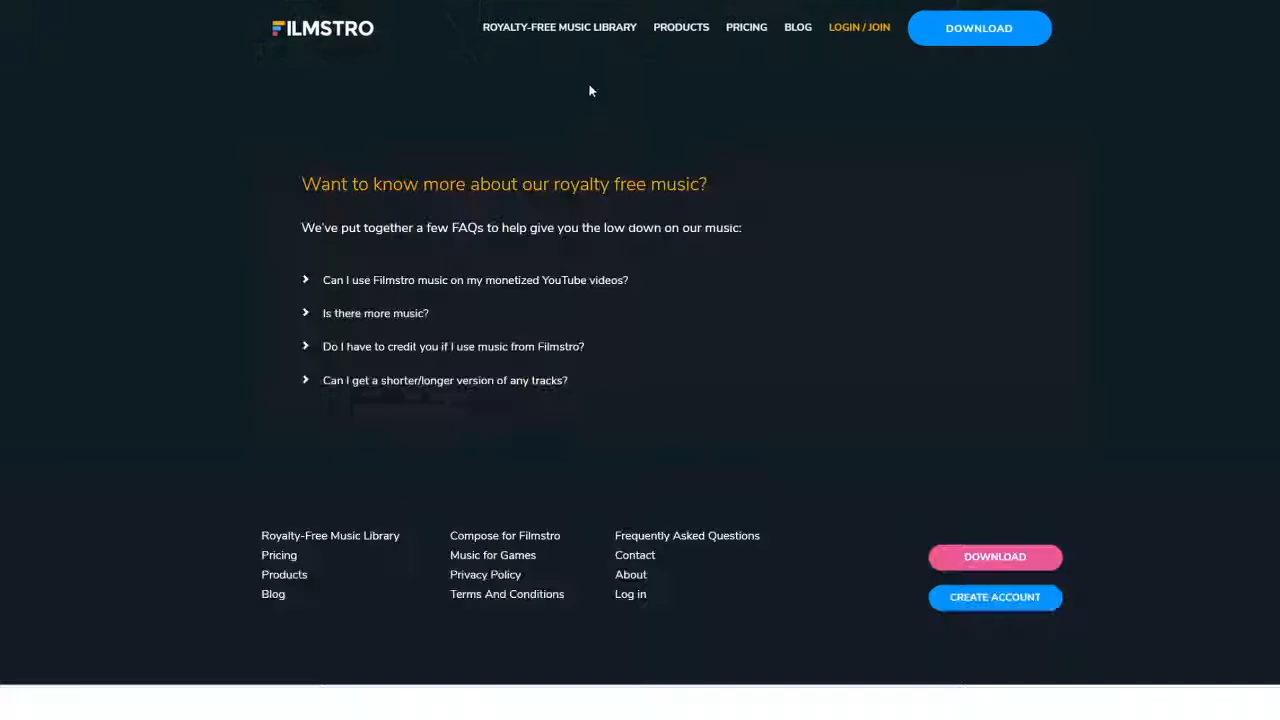 FILMSTRO
ROYALTY-FREE MUSIC LIBRARY PRODUCTS PRICING BLOG LOGIN / JOIN DOWNLOAD
Want to know more about our royalty free music?
We've put together a few FAQs to help give you the low down on our music:
Can I use Filmstro music on my monetized YouTube videos?
Is there more music?
Do I have to credit you if I use music from Filmstro?
Can I get a shorter/longer version of any tracks?
Royalty-Free Music Library
Pricing
Products
Blog
Compose for Filmstro
Music for Games
Privacy Policy
Terms And Conditions
Frequently Asked Questions
Contact
About
Log in
DOWNLOAD
CREATE ACCOUNT